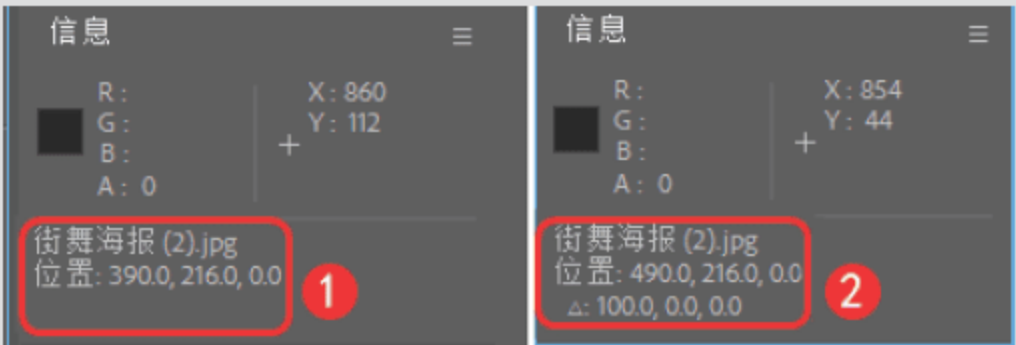 信息
R :
G :
B :
A : 0
X : 860
Y : 112
街舞海报 (2).jpg
位置: 390.0, 216.0, 0.0
1
信息
R :
G :
B :
A : 0
X : 854
Y : 44
街舞海报 (2).jpg
位置: 490.0, 216.0, 0.0
△: 100.0, 0.0, 0.0
2